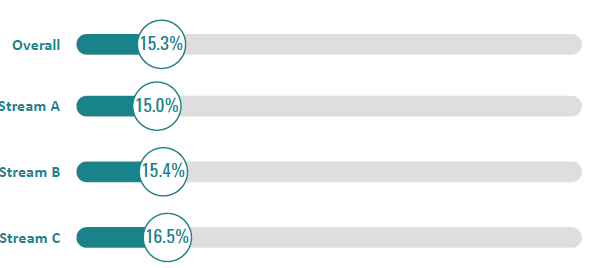 Overall 15.3%
Stream A 15.0%
Stream B 15.4%
Stream C 16.5%